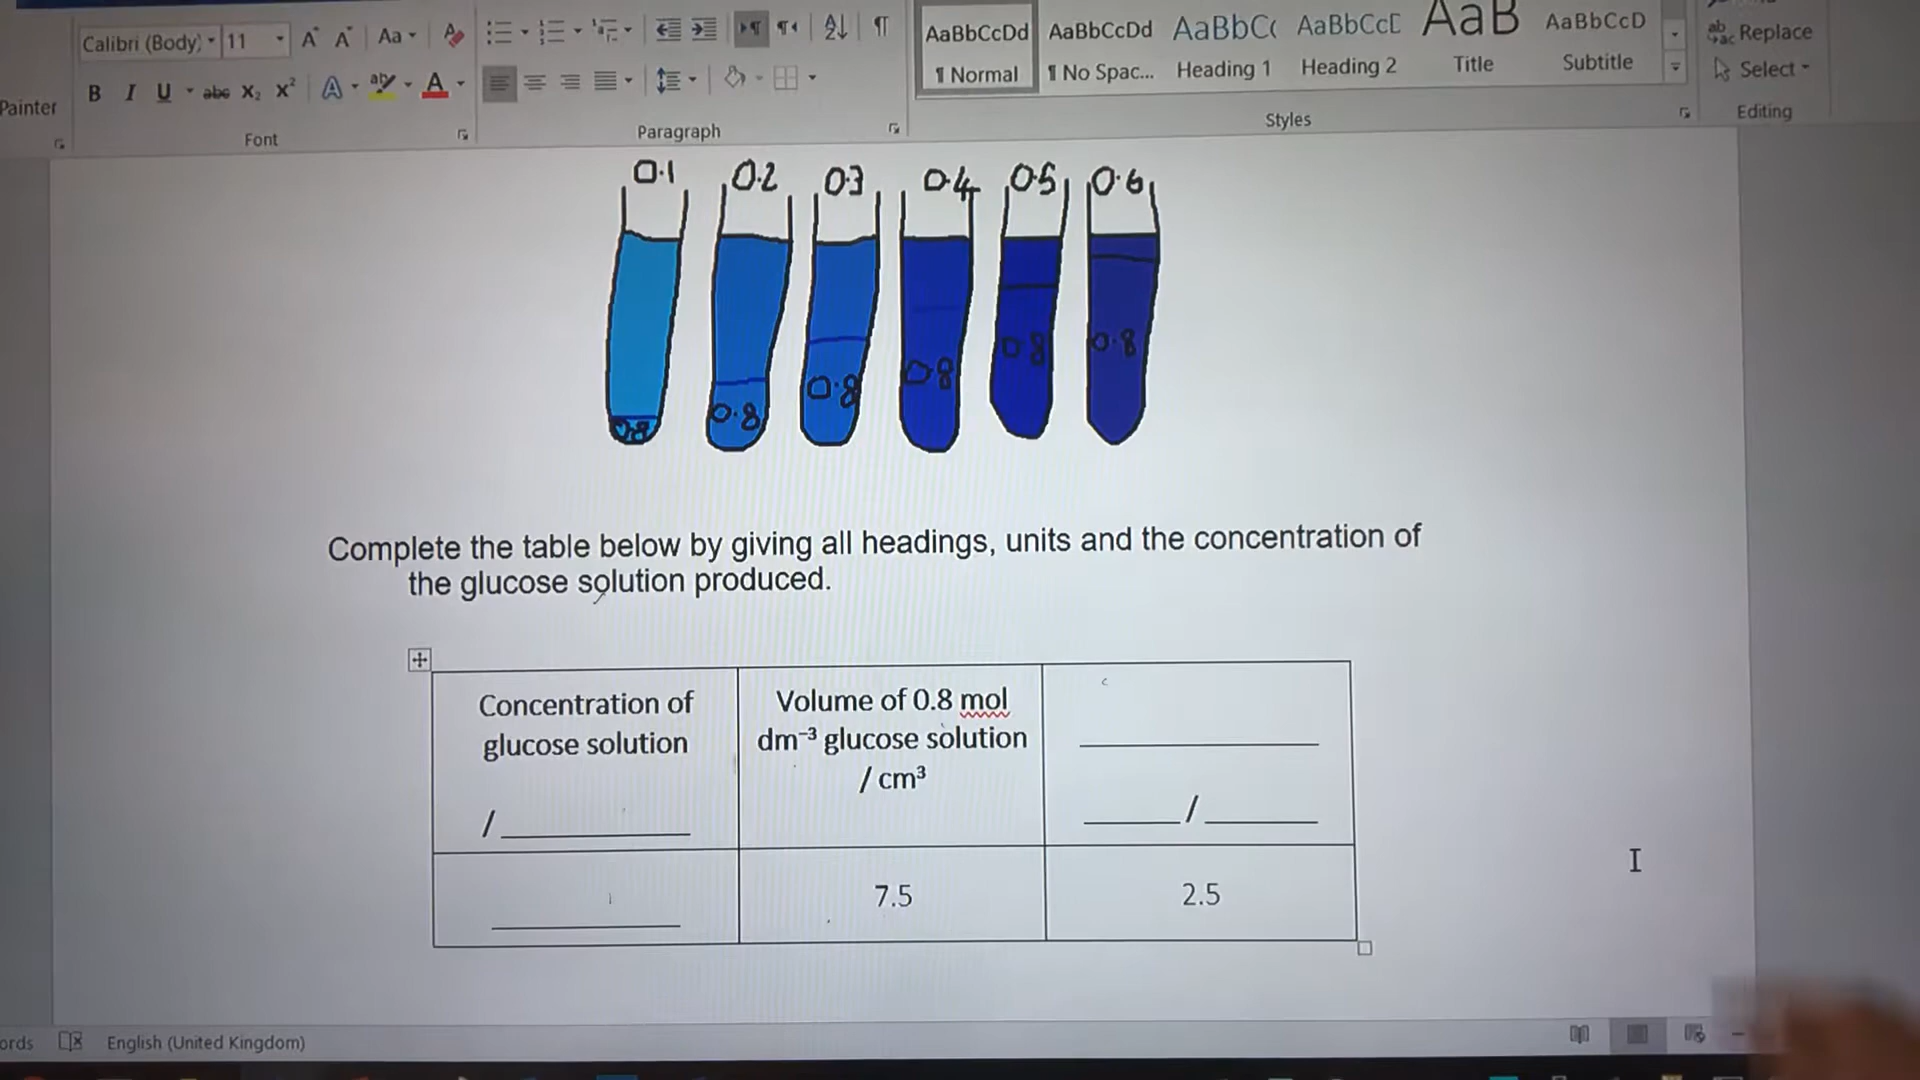 Calibri (Body) 11 Aa
AaBbCcDd AaBbCcDd AaBbC AaBbCcD AaB AaBbCcD
Replace
B I U abc X₂ X² A ab A
¶ Normal ¶ No Spac... Heading 1 Heading 2 Title Subtitle
Select
Painter
Font Paragraph Styles Editing
0.1 0.2 0.3 0.4 0.5 0.6
0.8 0.8 0.8 0.8 0.8 0.8
Complete the table below by giving all headings, units and the concentration of
the glucose solution produced.
Concentration of
glucose solution
/
Volume of 0.8 mol
dm⁻³ glucose solution
/ cm³
/
7.5 2.5
English (United Kingdom)